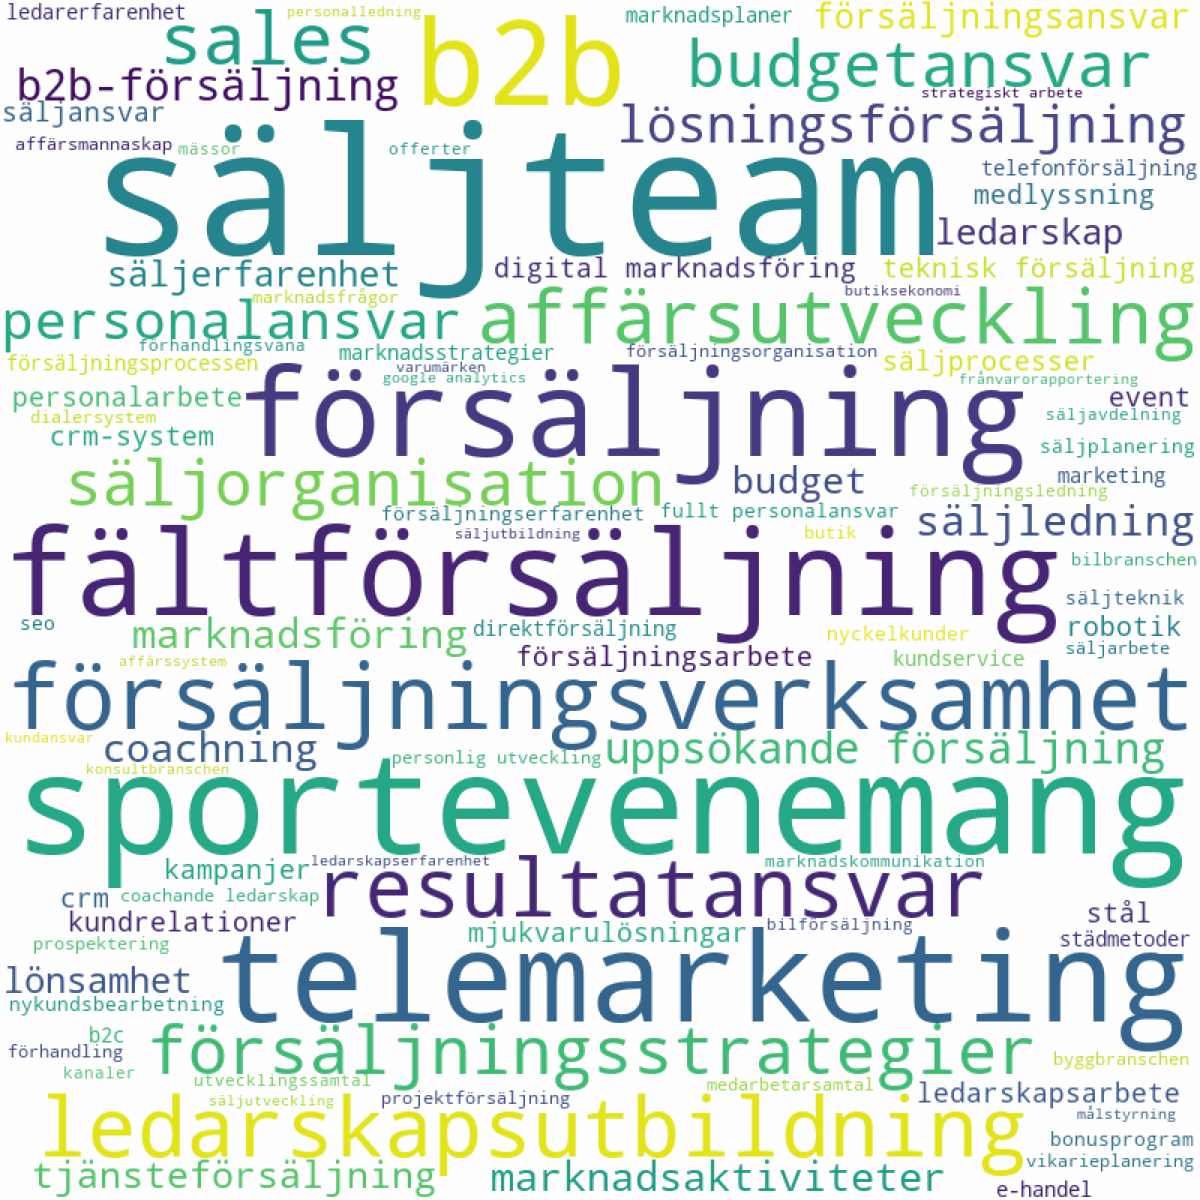 ledarerfarenhet
personalledning
marknadsplaner
försäljningsansvar
sales
b2b
budgetansvar
b2b-försäljning
strategiskt arbete
säljansvar
lösningsförsäljning
affärsmannaskap
mässor
offerter
säljteam
telefonförsäljning
medlyssning
ledarskap
säljerfarenhet
digital marknadsföring
teknisk försäljning
marknadsfrågor
butiksekonomi
personalansvar
affärsutveckling
förhandlingsvana
marknadsstrategier
försäljningsorganisation
försäljningsprocessen
varumärken
säljprocesser
google analytics
frånvarorapportering
personalarbete
försäljning
event
dialersystem
säljavdelning
crm-system
säljplanering
säljorganisation
budget
marketing
försäljningsledning
försäljningserfarenhet
fullt personalansvar
säljledning
säljutbildning
butik
fältförsäljning
bilbranschen
säljteknik
seo
marknadsföring
direktförsäljning
nyckelkunder
robotik
säljarbete
affärssystem
försäljningsarbete
kundservice
försäljningsverksamhet
kundansvar
coachning
personlig utveckling
uppsökande försäljning
konsultbranschen
sportevenemang
kampanjer
ledarskapserfarenhet
marknadskommunikation
crm
coachande ledarskap
resultatansvar
kundrelationer
bilförsäljning
stål
prospektering
mjukvarulösningar
städmetoder
lönsamhet
telemarketing
nykundsbearbetning
b2c
förhandling
försäljningsstrategier
byggbranschen
kanaler
utvecklingssamtal
medarbetarsamtal
ledarskapsarbete
säljutveckling
projektförsäljning
målstyrning
ledarskapsutbildning
bonusprogram
vikarieplanering
tjänsteförsäljning
marknadsaktiviteter
e-handel